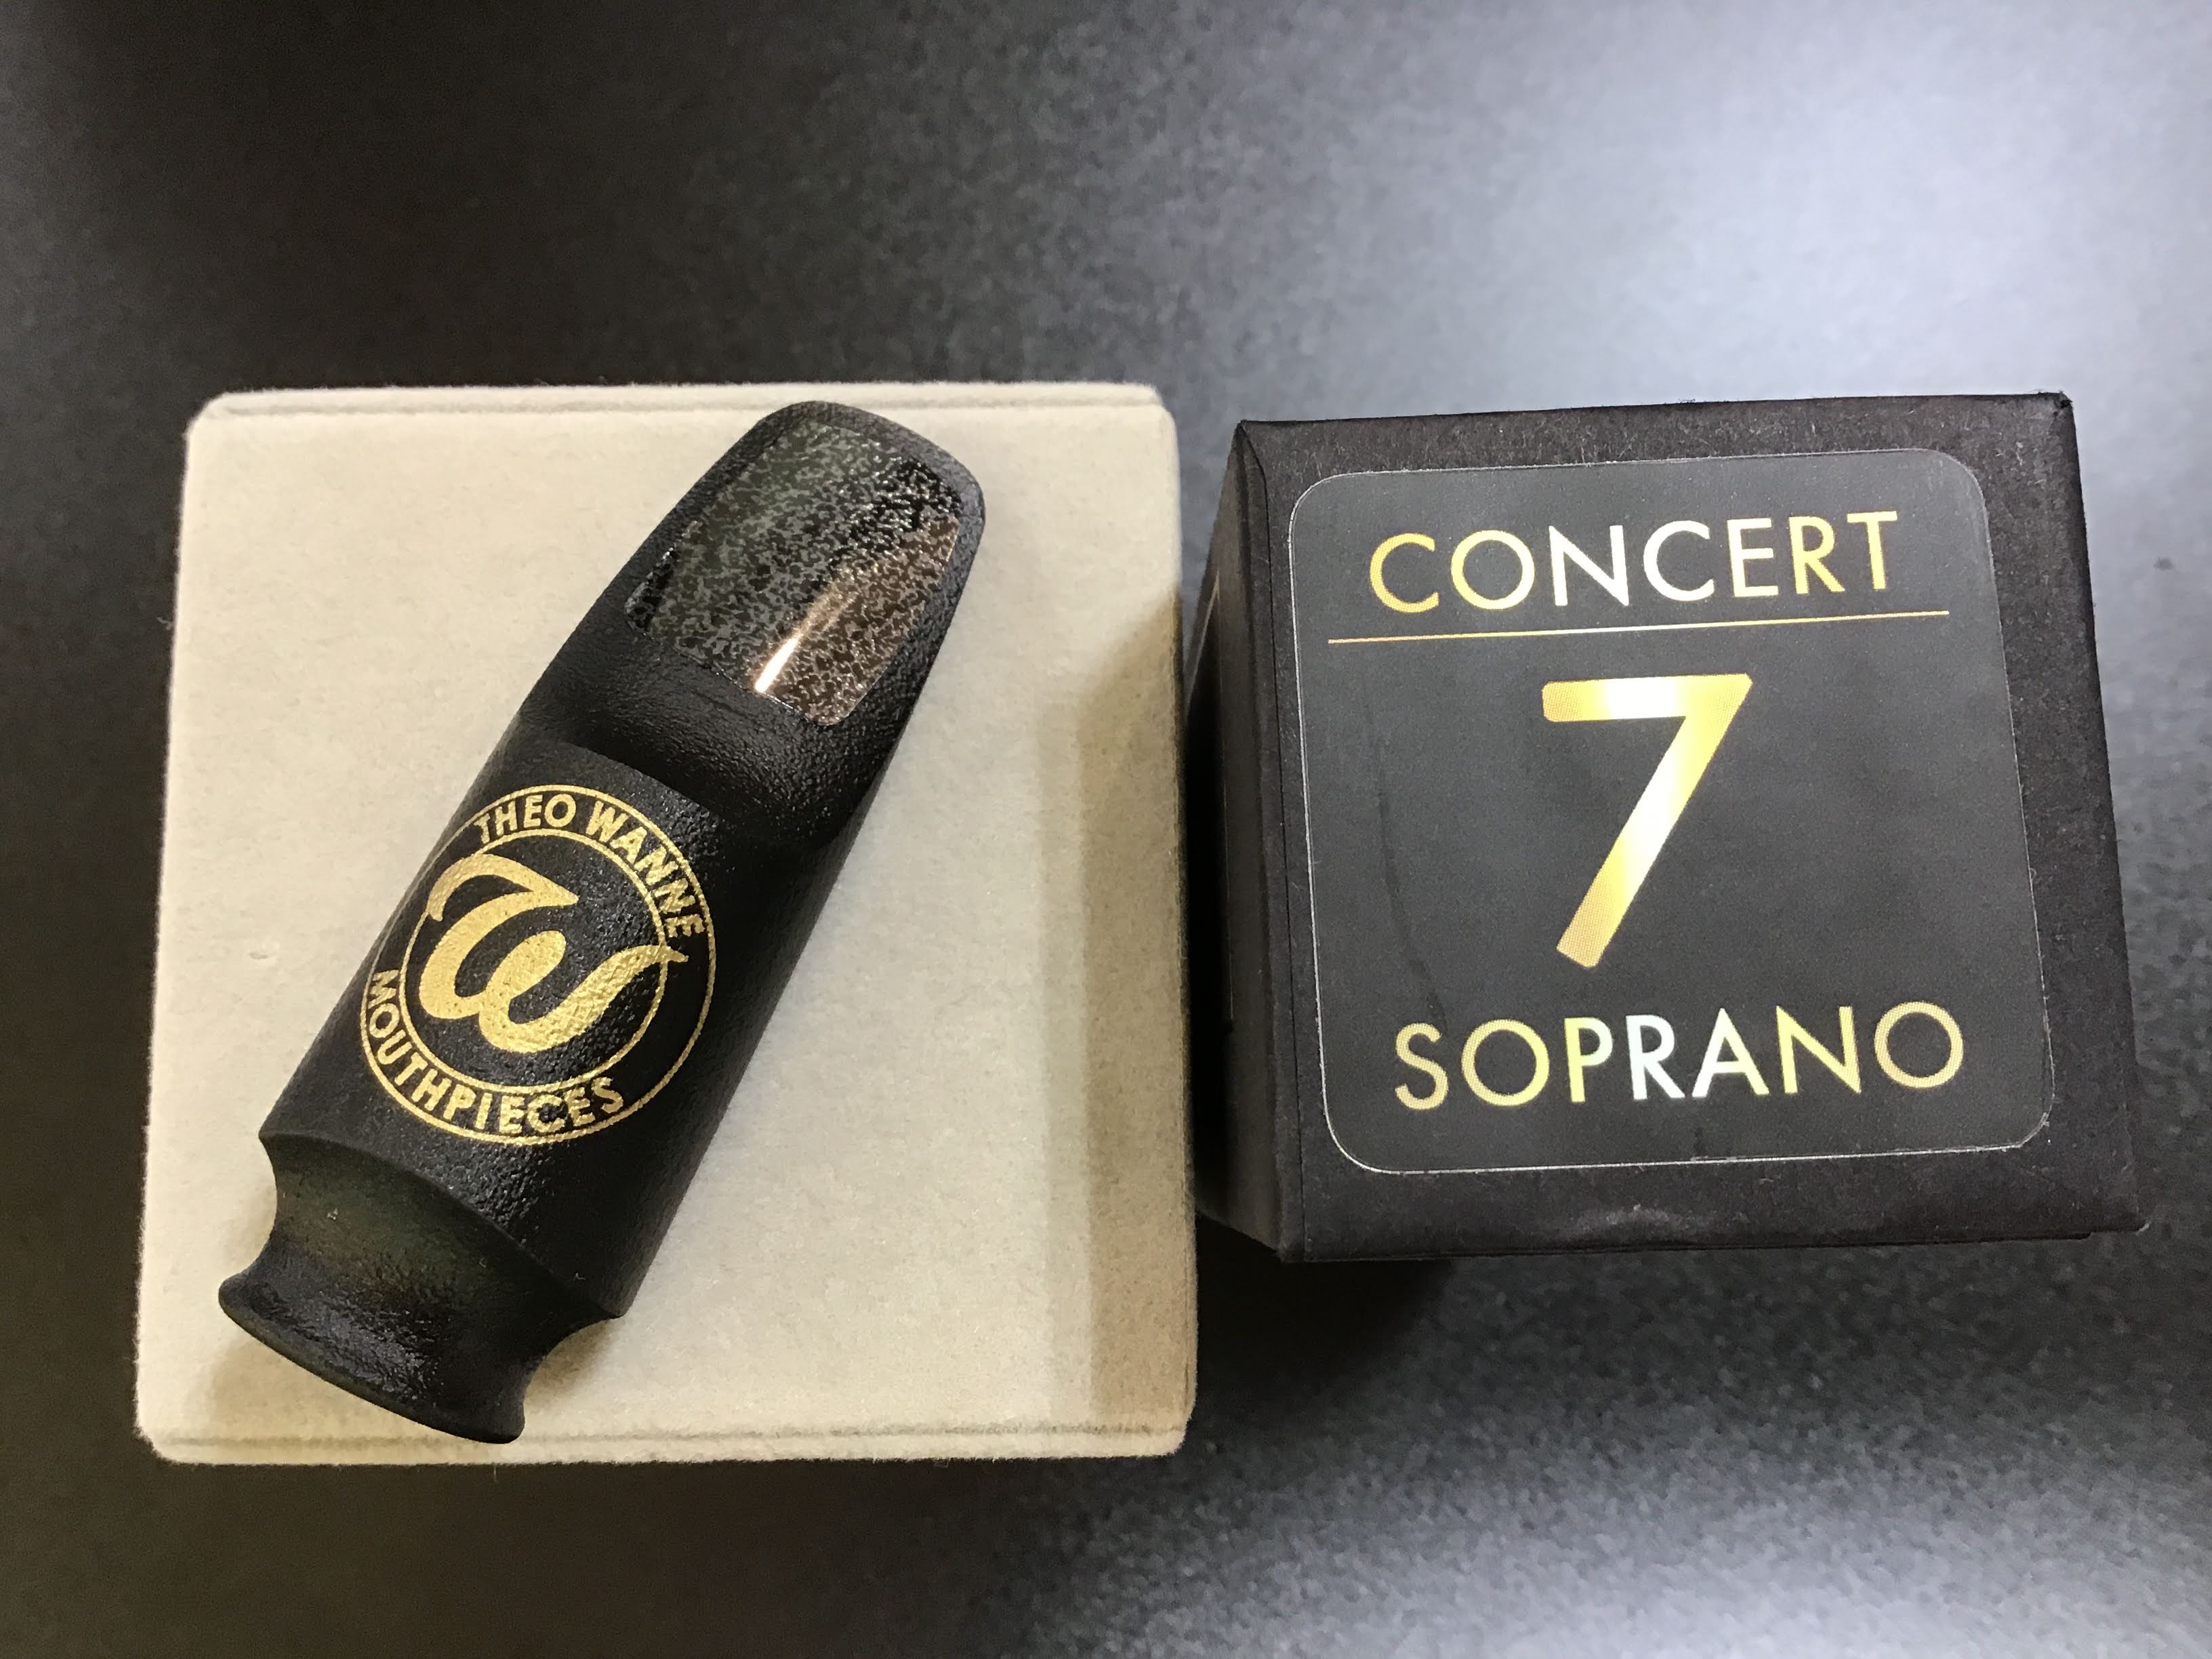 THEO WANNE
W
MOUTHPIECES
CONCERT
7
SOPRANO